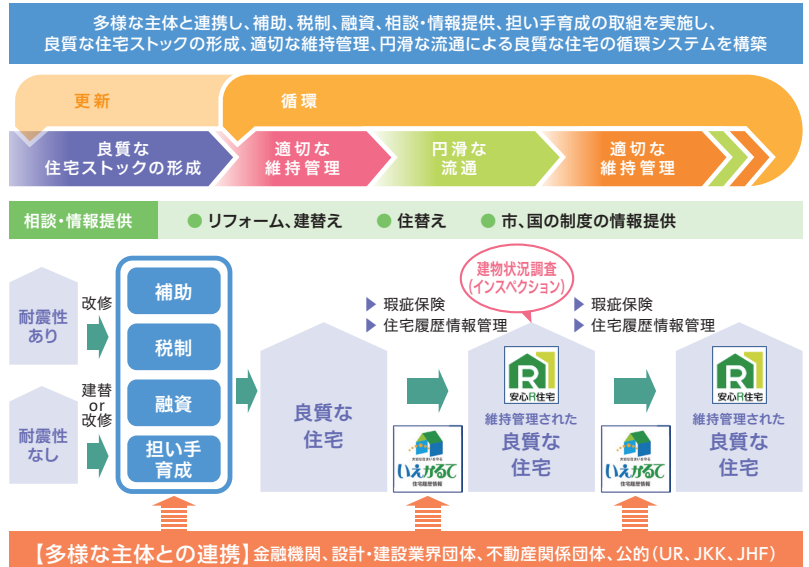 多様な主体と連携し、補助、税制、融資、相談・情報提供、担い手育成の取組を実施し、
良質な住宅ストックの形成、適切な維持管理、円滑な流通による良質な住宅の循環システムを構築
更新
循環
良質な
住宅ストックの形成
適切な
維持管理
円滑な
流通
適切な
維持管理
相談・情報提供
● リフォーム、建替え
● 住替え
● 市、国の制度の情報提供
耐震性
あり
改修
耐震性
なし
建替
or
改修
補助
税制
融資
担い手
育成
良質な
住宅
▶ 瑕疵保険
▶ 住宅履歴情報管理
いえかるて
住宅履歴情報
建物状況調査
(インスペクション)
R
安心R住宅
維持管理された
良質な
住宅
▶ 瑕疵保険
▶ 住宅履歴情報管理
いえかるて
住宅履歴情報
R
安心R住宅
維持管理された
良質な
住宅
【多様な主体との連携】金融機関、設計・建設業界団体、不動産関係団体、公的(UR、JKK、JHF)